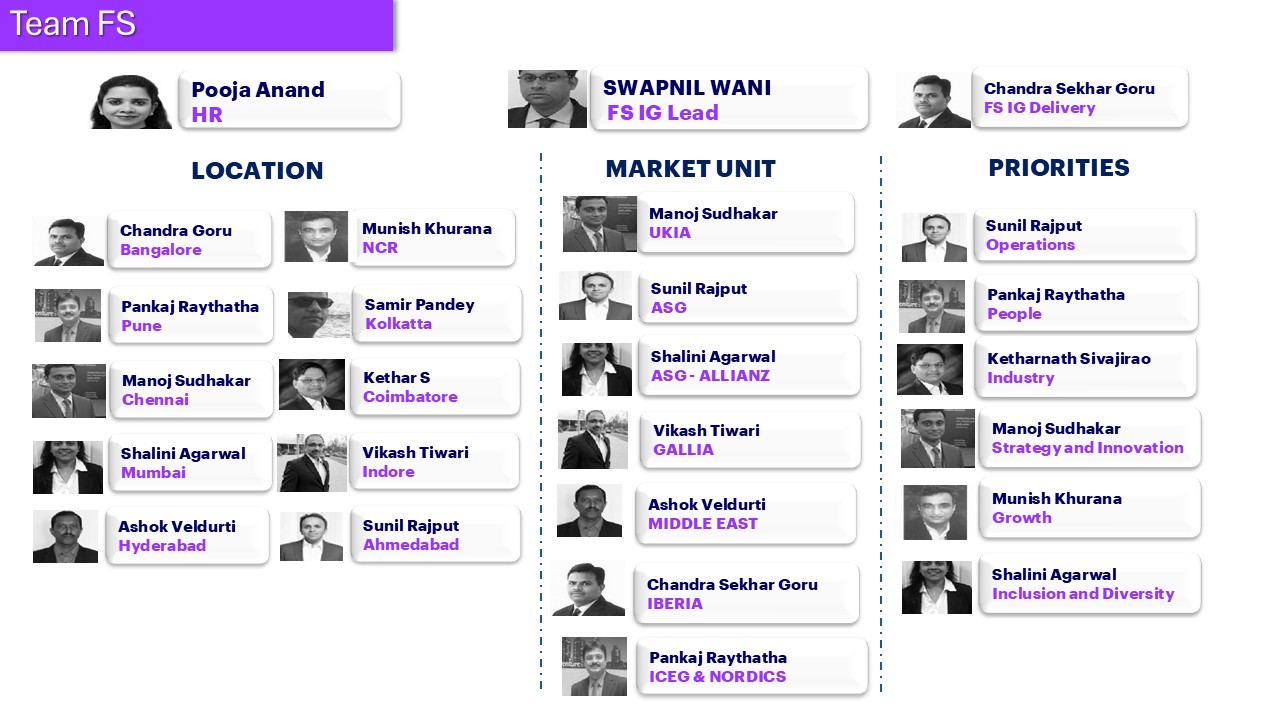 Team FS
Pooja Anand
HR
SWAPNIL WANI
FS IG Lead
Chandra Sekhar Goru
FS IG Delivery
LOCATION
Chandra Goru
Bangalore
Munish Khurana
NCR
Pankaj Raythatha
Pune
Samir Pandey
Kolkatta
Manoj Sudhakar
Chennai
Kethar S
Coimbatore
Shalini Agarwal
Mumbai
Vikash Tiwari
Indore
Ashok Veldurti
Hyderabad
Sunil Rajput
Ahmedabad
MARKET UNIT
Manoj Sudhakar
UKIA
Sunil Rajput
ASG
Shalini Agarwal
ASG - ALLIANZ
Vikash Tiwari
GALLIA
Ashok Veldurti
MIDDLE EAST
Chandra Sekhar Goru
IBERIA
Pankaj Raythatha
ICEG & NORDICS
PRIORITIES
Sunil Rajput
Operations
Pankaj Raythatha
People
Ketharnath Sivajirao
Industry
Manoj Sudhakar
Strategy and Innovation
Munish Khurana
Growth
Shalini Agarwal
Inclusion and Diversity